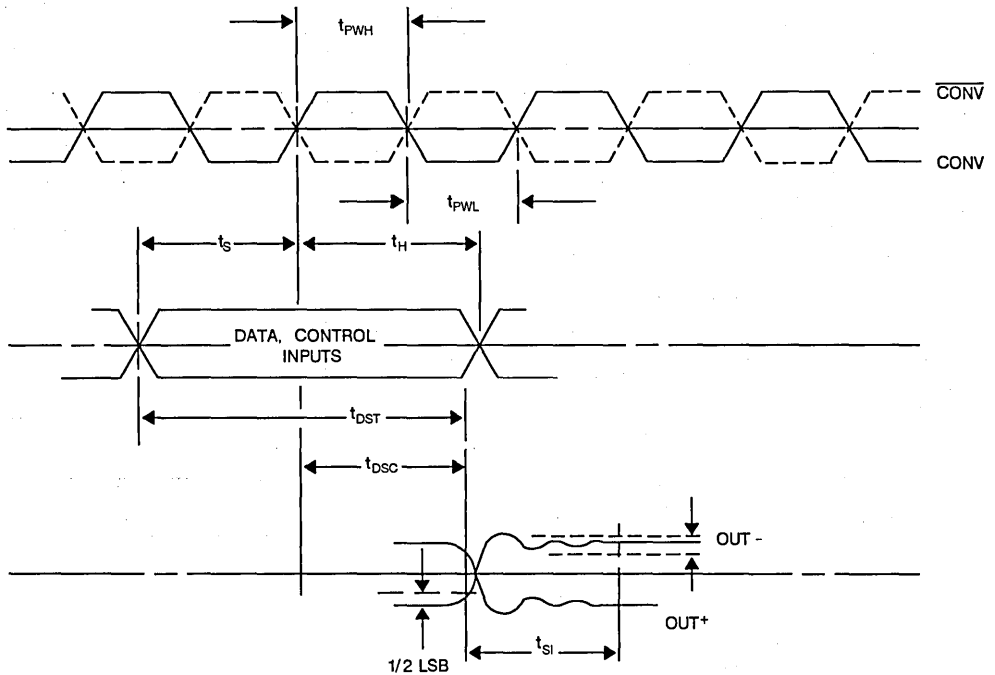 tPWH
CONV
CONV
tPWL
tS
tH
DATA, CONTROL
INPUTS
tDST
tDSC
OUT -
OUT+
tSI
1/2 LSB